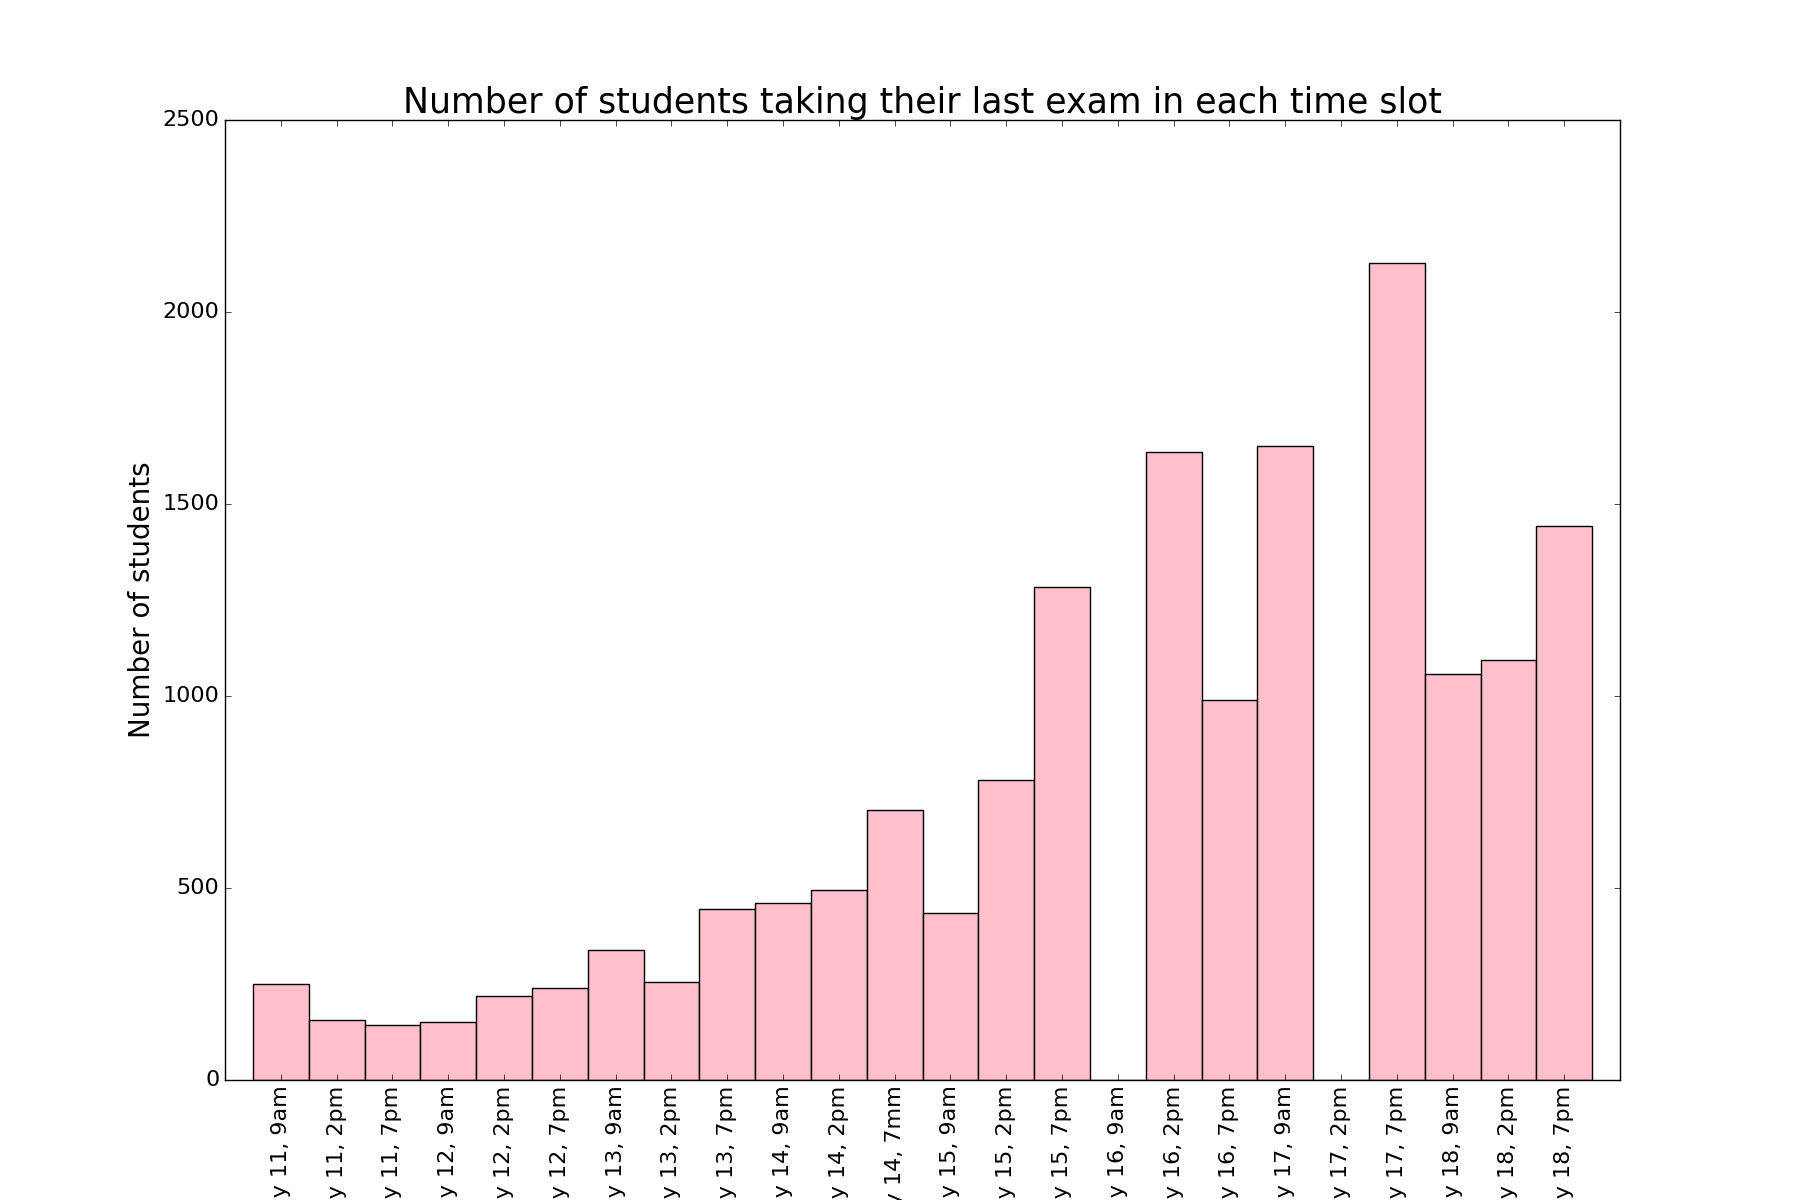 Number of students taking their last exam in each time slot
Number of students
2500
2000
1500
1000
500
0
y 11, 9am
y 11, 2pm
y 11, 7pm
y 12, 9am
y 12, 2pm
y 12, 7pm
y 13, 9am
y 13, 2pm
y 13, 7pm
y 14, 9am
y 14, 2pm
y 14, 7mm
y 15, 9am
y 15, 2pm
y 15, 7pm
y 16, 9am
y 16, 2pm
y 16, 7pm
y 17, 9am
y 17, 2pm
y 17, 7pm
y 18, 9am
y 18, 2pm
y 18, 7pm